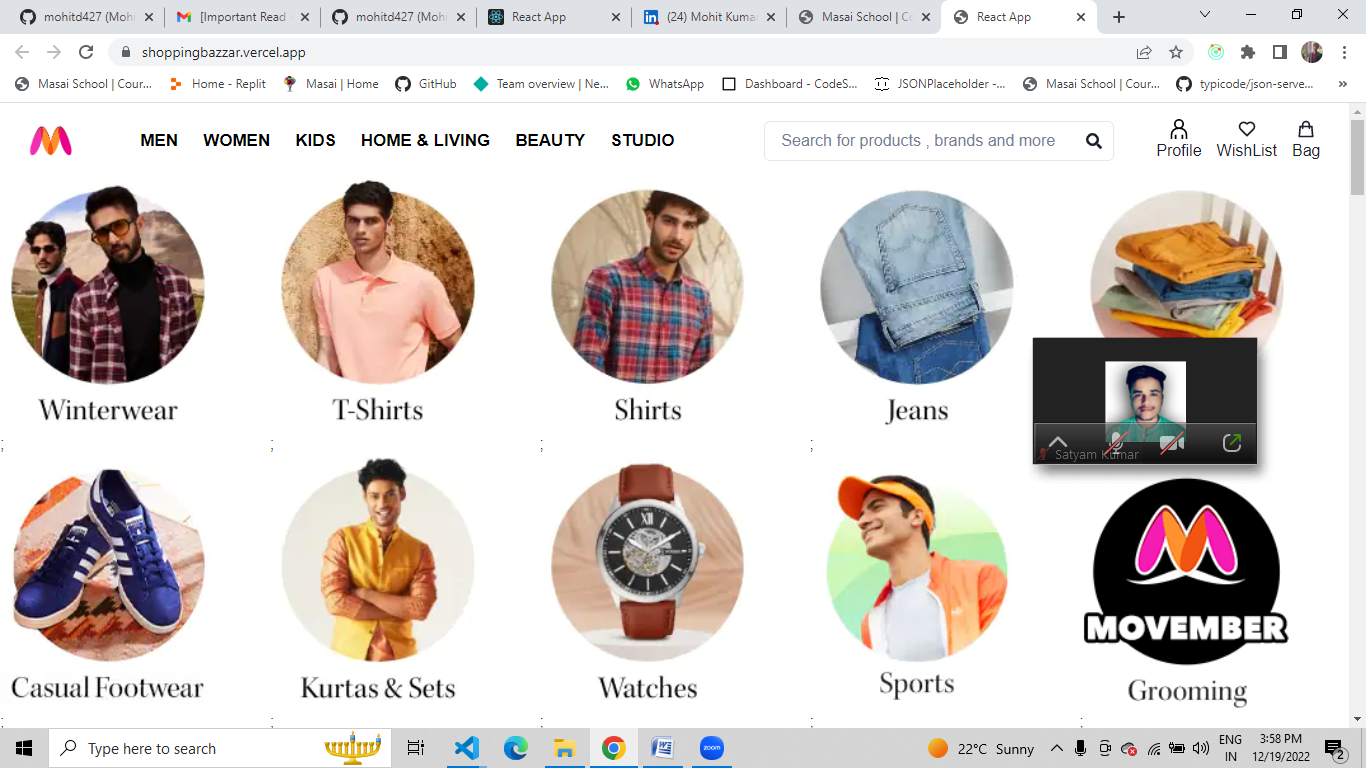 mohitd427 (Mohi
[Important Read
mohitd427 (Mohi
React App
(24) Mohit Kuma
Masai School | Co
React App
shoppingbazzar.vercel.app
Masai School | Cour...
Home - Replit
Masai | Home
GitHub
Team overview | Ne...
WhatsApp
Dashboard - CodeS...
JSONPlaceholder -...
Masai School | Cour...
typicode/json-serve...
»
MEN
WOMEN
KIDS
HOME & LIVING
BEAUTY
STUDIO
Search for products , brands and more
Profile
WishList
Bag
Winterwear
T-Shirts
Shirts
Jeans
;
;
;
;
Satyam Kumar
MOVEMBER
Casual Footwear
Kurtas & Sets
Watches
Sports
Grooming
;
;
;
;
;
Type here to search
zoom
22°C Sunny
ENG
IN
3:58 PM
12/19/2022
2